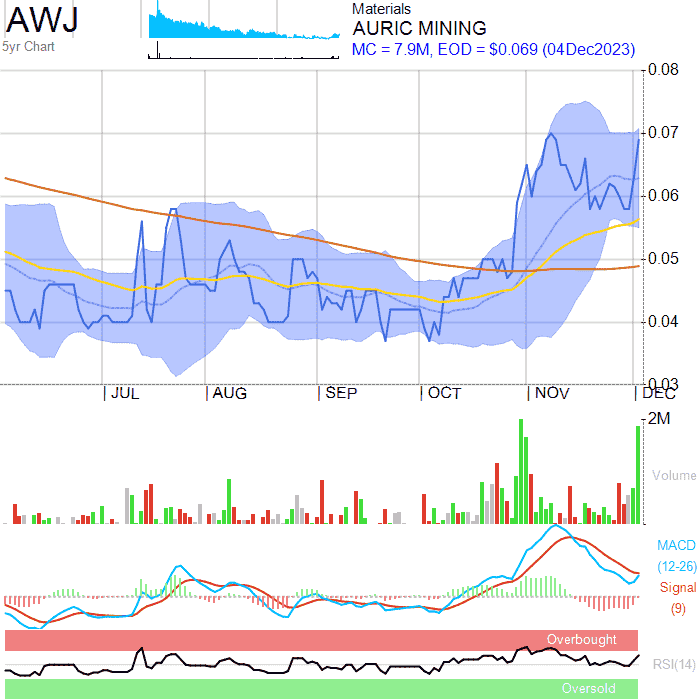 AWJ
5yr Chart
Materials
AURIC MINING
MC = 7.9M, EOD = $0.069 (04Dec2023)
0.08
0.07
0.06
0.05
0.04
0.03
JUL AUG SEP OCT NOV DEC
2M
Volume
MACD
(12-26)
Signal
(9)
Overbought
RSI(14)
Oversold